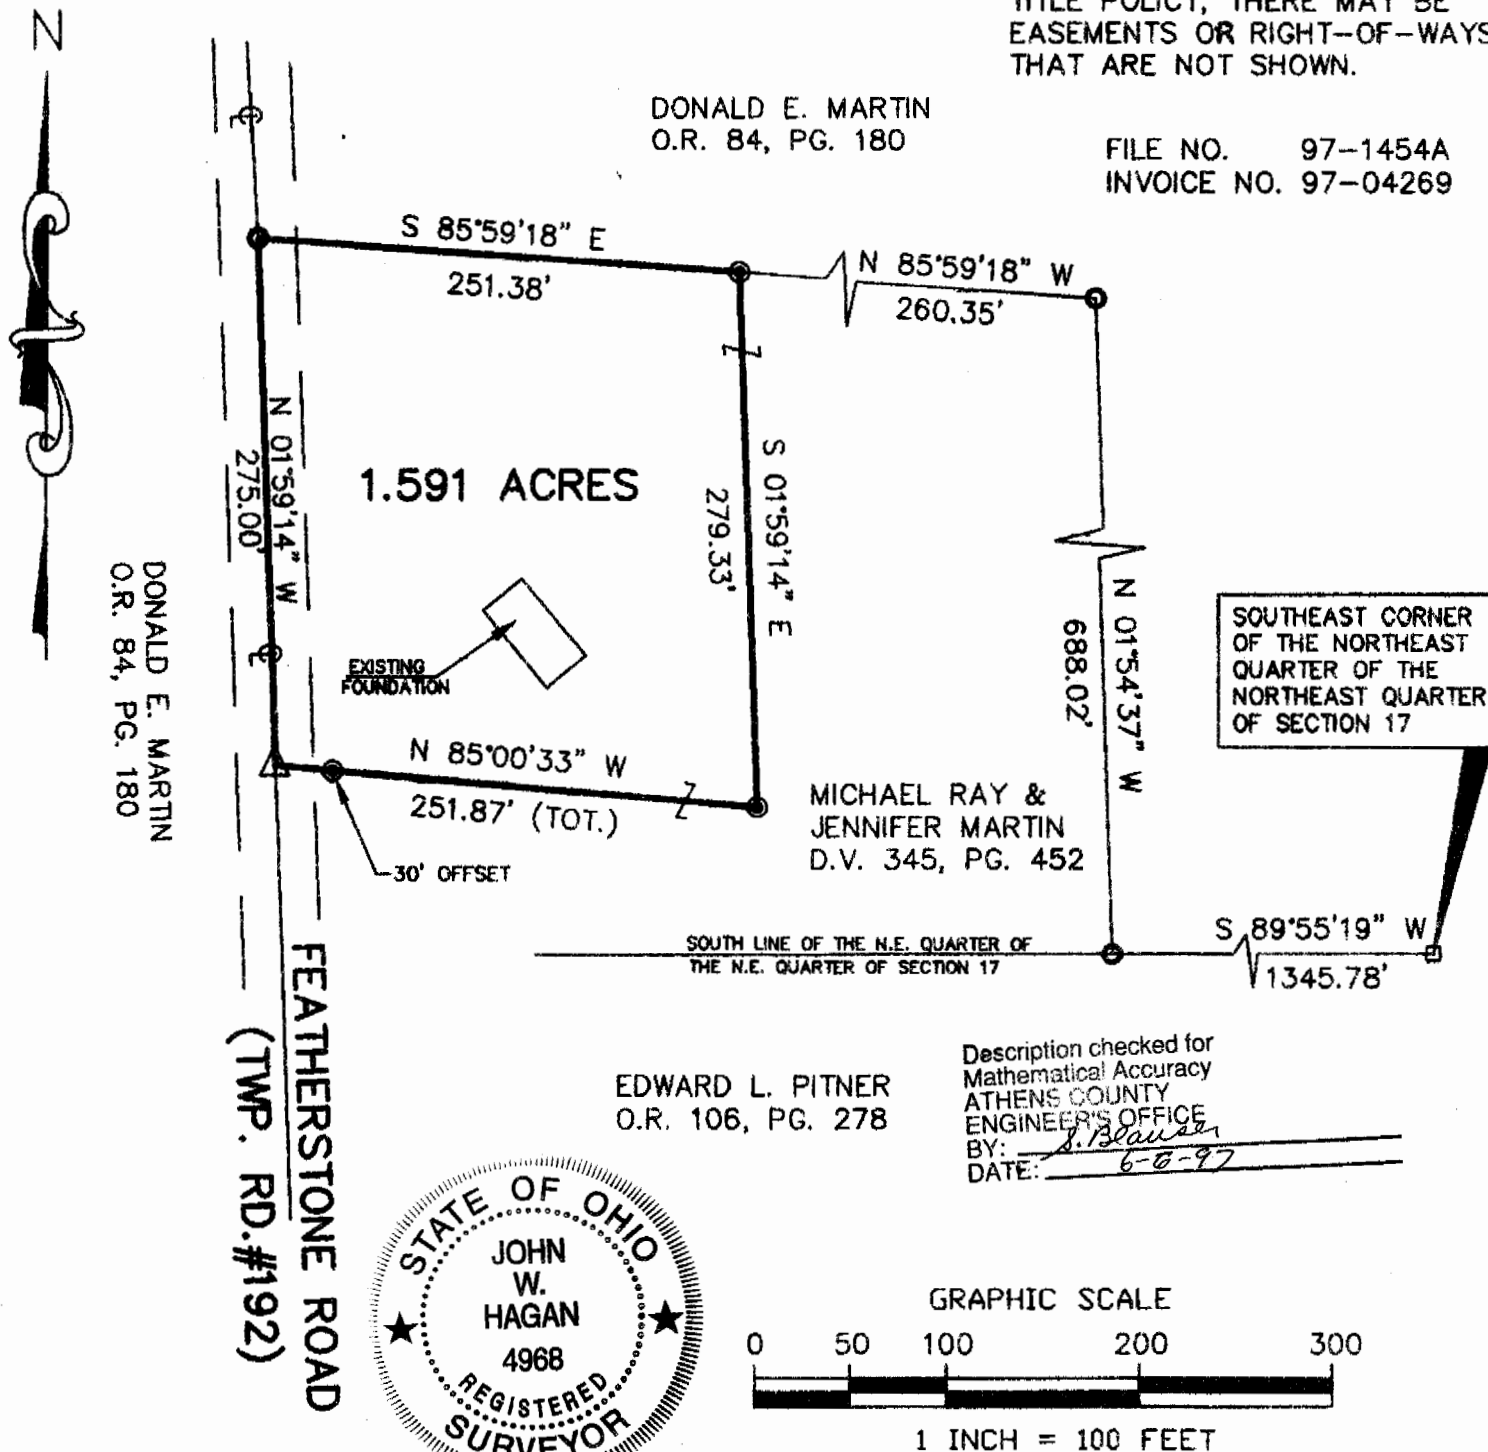 N
TITLE POLICY, THERE MAY BE
EASEMENTS OR RIGHT-OF-WAYS
THAT ARE NOT SHOWN.
DONALD E. MARTIN
O.R. 84, PG. 180
FILE NO. 97-1454A
INVOICE NO. 97-04269
S 85°59'18" E
251.38'
N 85°59'18" W
260.35'
N 01°59'14" W
275.00'
1.591 ACRES
S 01°59'14" E
279.33'
N 01°54'37" W
688.02'
EXISTING
FOUNDATION
DONALD E. MARTIN
O.R. 84, PG. 180
SOUTHEAST CORNER
OF THE NORTHEAST
QUARTER OF THE
NORTHEAST QUARTER
OF SECTION 17
N 85°00'33" W
251.87' (TOT.)
30' OFFSET
MICHAEL RAY &
JENNIFER MARTIN
D.V. 345, PG. 452
S 89°55'19" W
1345.78'
SOUTH LINE OF THE N.E. QUARTER OF
THE N.E. QUARTER OF SECTION 17
FEATHERSTONE ROAD
(TWP. RD.#192)
EDWARD L. PITNER
O.R. 106, PG. 278
Description checked for
Mathematical Accuracy
ATHENS COUNTY
ENGINEER'S OFFICE
BY: S. Blauser
DATE: 6-6-97
STATE OF OHIO
JOHN
W.
HAGAN
4968
REGISTERED
SURVEYOR
GRAPHIC SCALE
0 50 100 200 300
1 INCH = 100 FEET